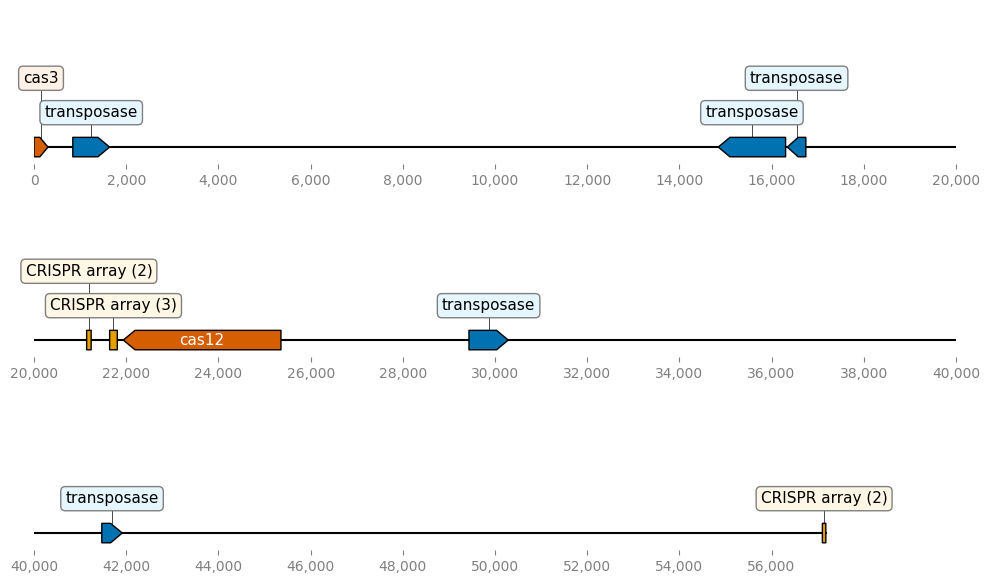 cas3
transposase
transposase
transposase
0 2,000 4,000 6,000 8,000 10,000 12,000 14,000 16,000 18,000 20,000
CRISPR array (2)
CRISPR array (3)
transposase
cas12
20,000 22,000 24,000 26,000 28,000 30,000 32,000 34,000 36,000 38,000 40,000
transposase
CRISPR array (2)
40,000 42,000 44,000 46,000 48,000 50,000 52,000 54,000 56,000